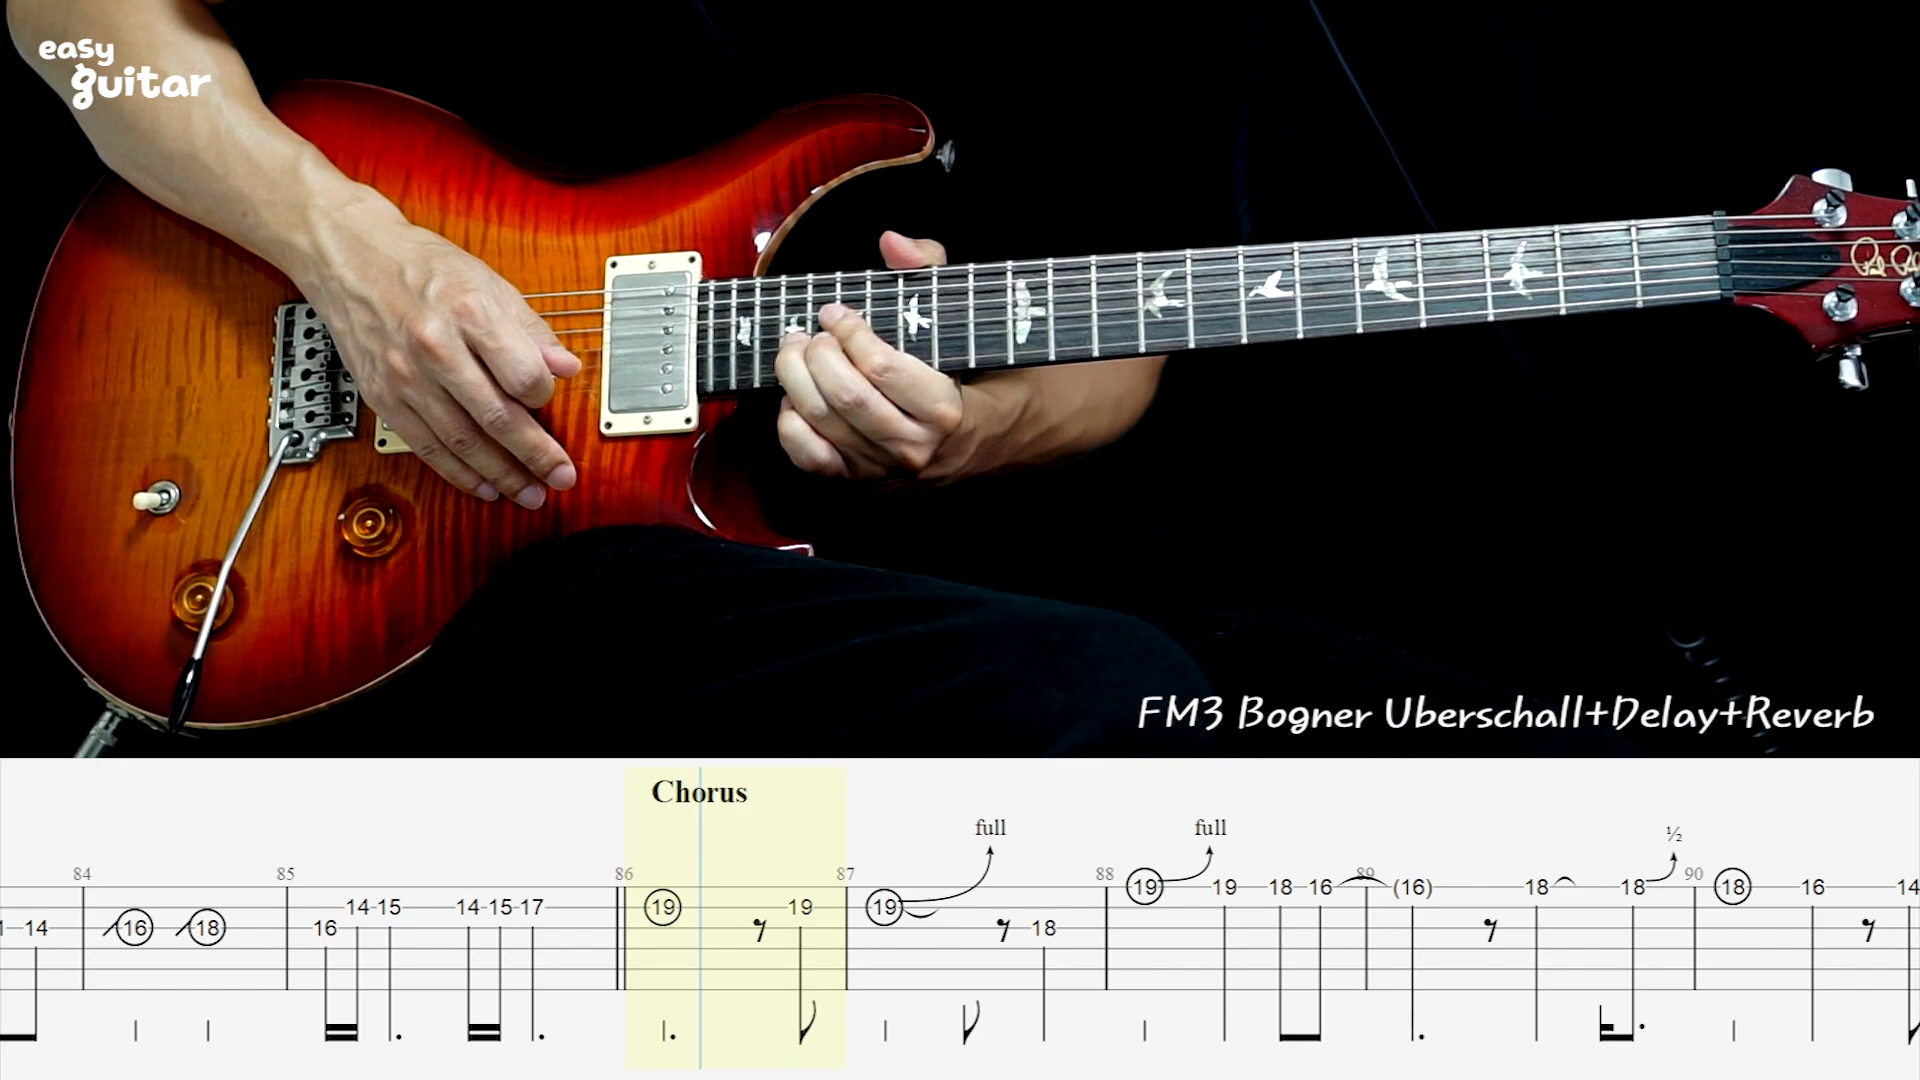 easy
guitar
FM3 Bogner Uberschall+Delay+Reverb
Chorus
full full ½
84 85 86 87 88 89 90
19 19 18 16 (16) 18 18 18 16 14
14 15 14 15 17 19 19 19
14 16 18 16 18